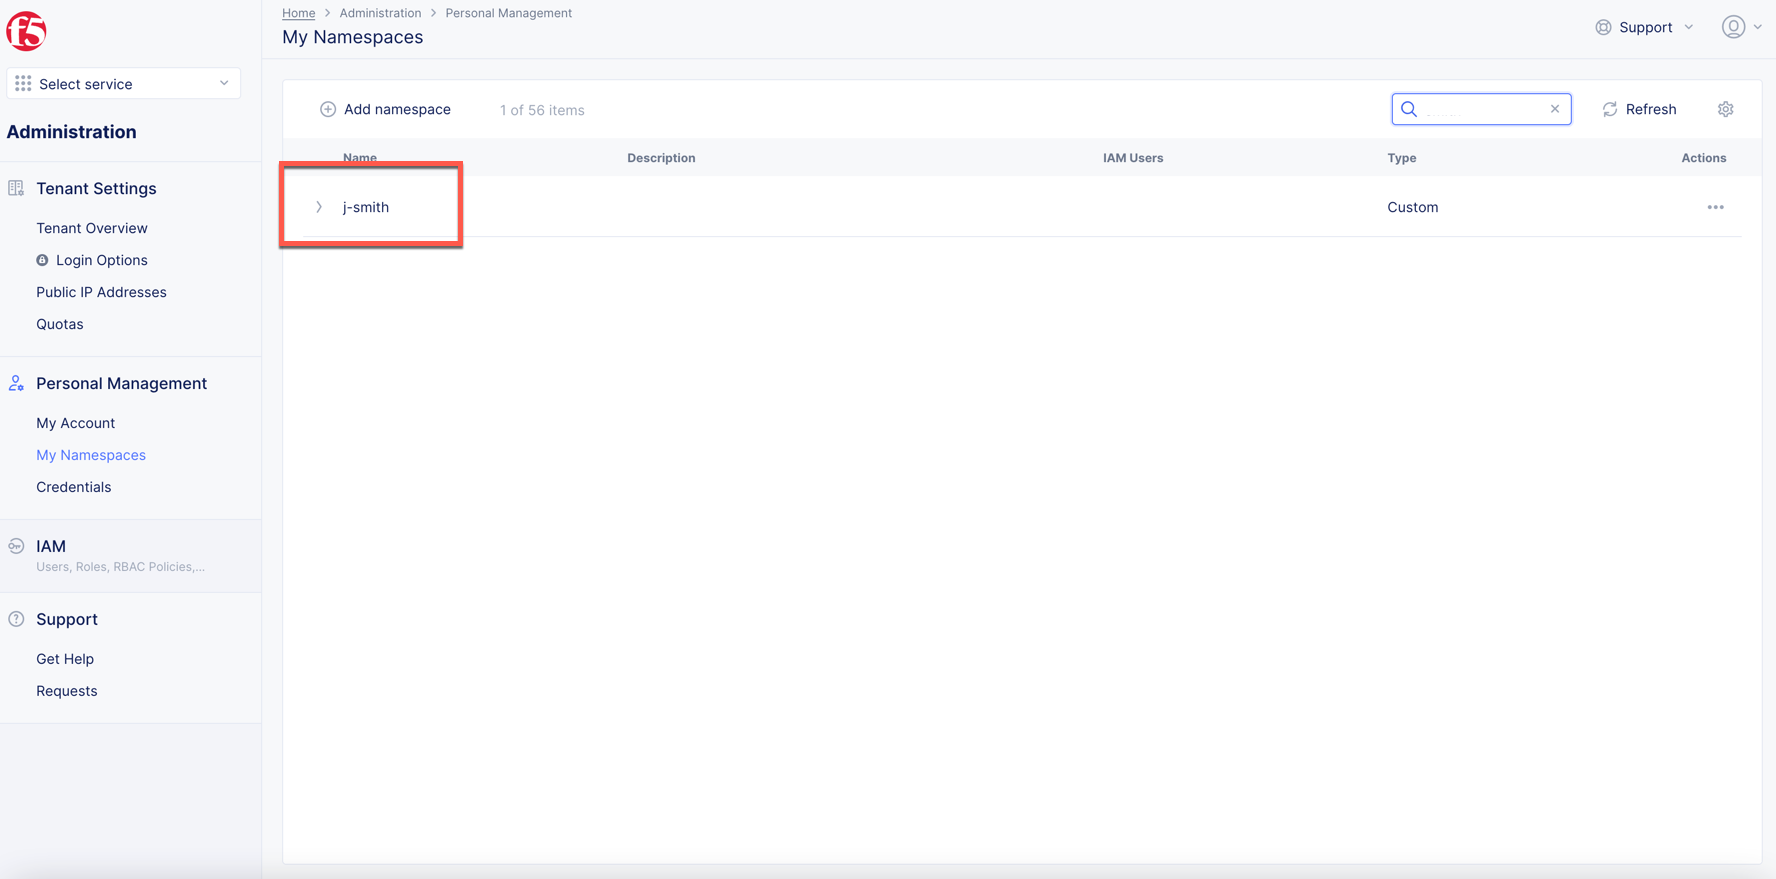 f5
Home > Administration > Personal Management
My Namespaces
Support
Select service
Administration
Tenant Settings
Tenant Overview
Login Options
Public IP Addresses
Quotas
Personal Management
My Account
My Namespaces
Credentials
IAM
Users, Roles, RBAC Policies,...
Support
Get Help
Requests
Add namespace
1 of 56 items
Refresh
Name
Description
IAM Users
Type
Actions
j-smith
Custom